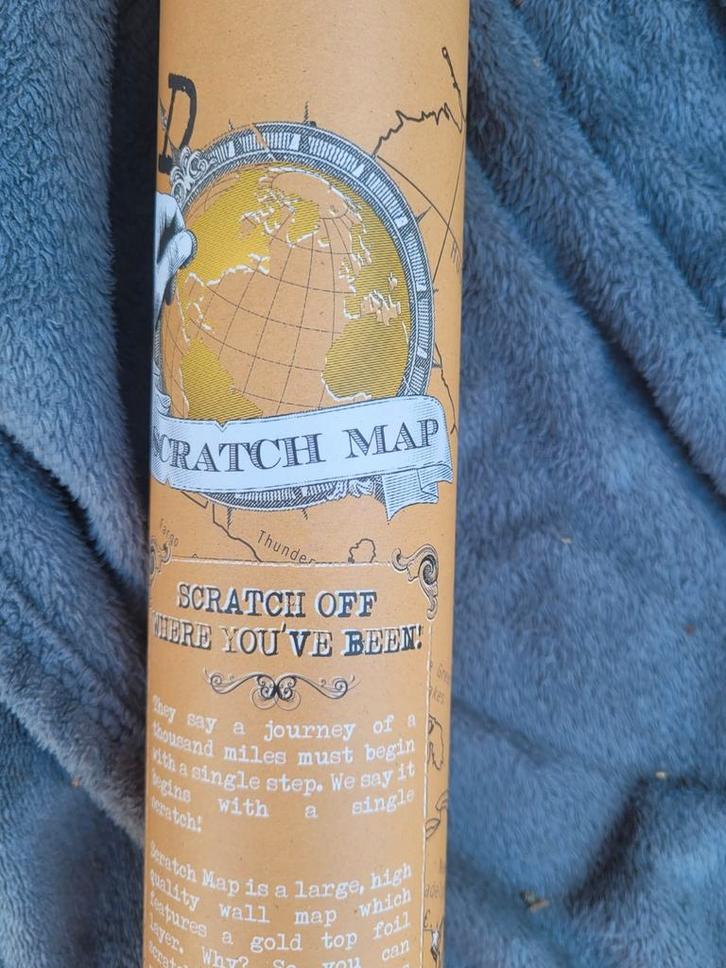 D
SCRATCH MAP
Fargo
Thunder
SCRATCH OFF
WHERE YOU'VE BEEN!
They say a journey of a
thousand miles must begin
with a single step. We say it
begins with a single
scratch!
Scratch Map is a large, high
quality wall map which
features a gold top foil
layer. Why? So you can